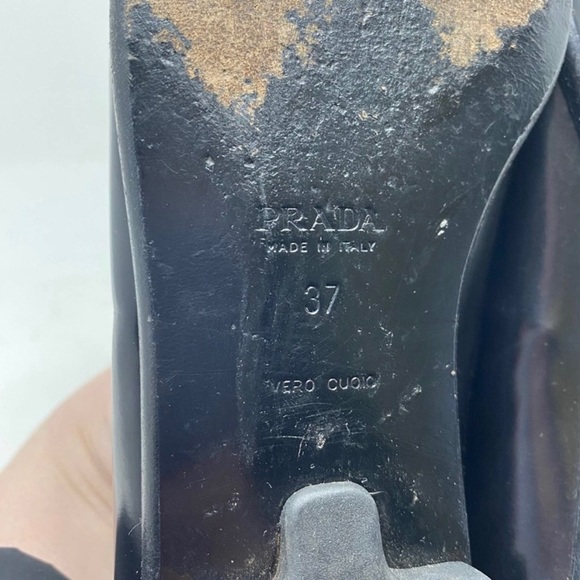 PRADA
MADE IN ITALY
37
VERO CUOIO